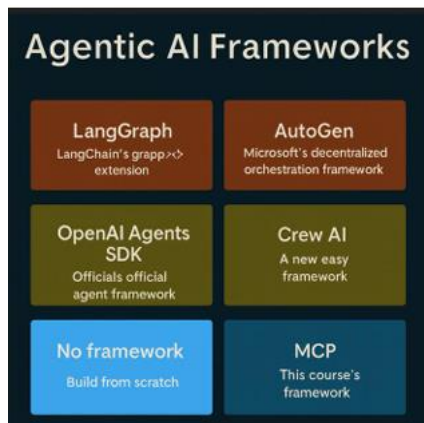 Agentic AI Frameworks
LangGraph
LangChain's
extension
AutoGen
Microsoft's decentralized
orchestration framework
OpenAI Agents
SDK
Officials official
agent framework
Crew AI
A new easy
framework
No framework
Build from scratch
MCP
This course's
framework